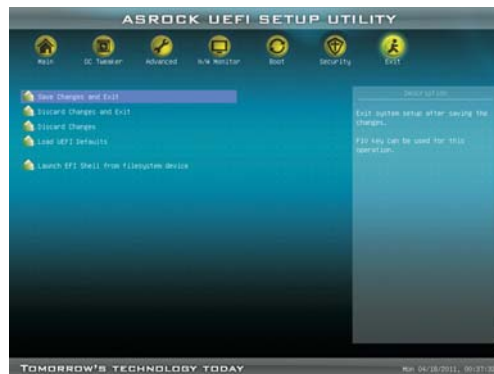 ASROCK UEFI SETUP UTILITY
Main OC Tweaker Advanced H/W Monitor Boot Security Exit
Save Changes and Exit
Discard Changes and Exit
Discard Changes
Load UEFI Defaults
Launch EFI Shell from filesystem device
Description
Exit system setup after saving the
changes.
F10 key can be used for this
operation.
TOMORROW'S TECHNOLOGY TODAY
Mon 04/18/2011,